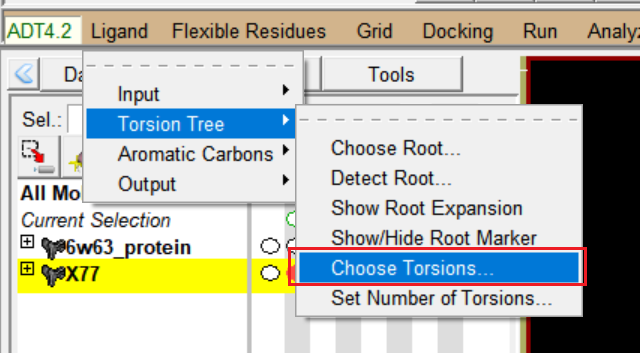 ADT4.2 Ligand Flexible Residues Grid Docking Run
Da Tools
Input
Sel.: Torsion Tree
Choose Root...
Aromatic Carbons
Detect Root...
Output
All Mo
Show Root Expansion
Current Selection
Show/Hide Root Marker
6w63_protein
Choose Torsions...
X77
Set Number of Torsions...